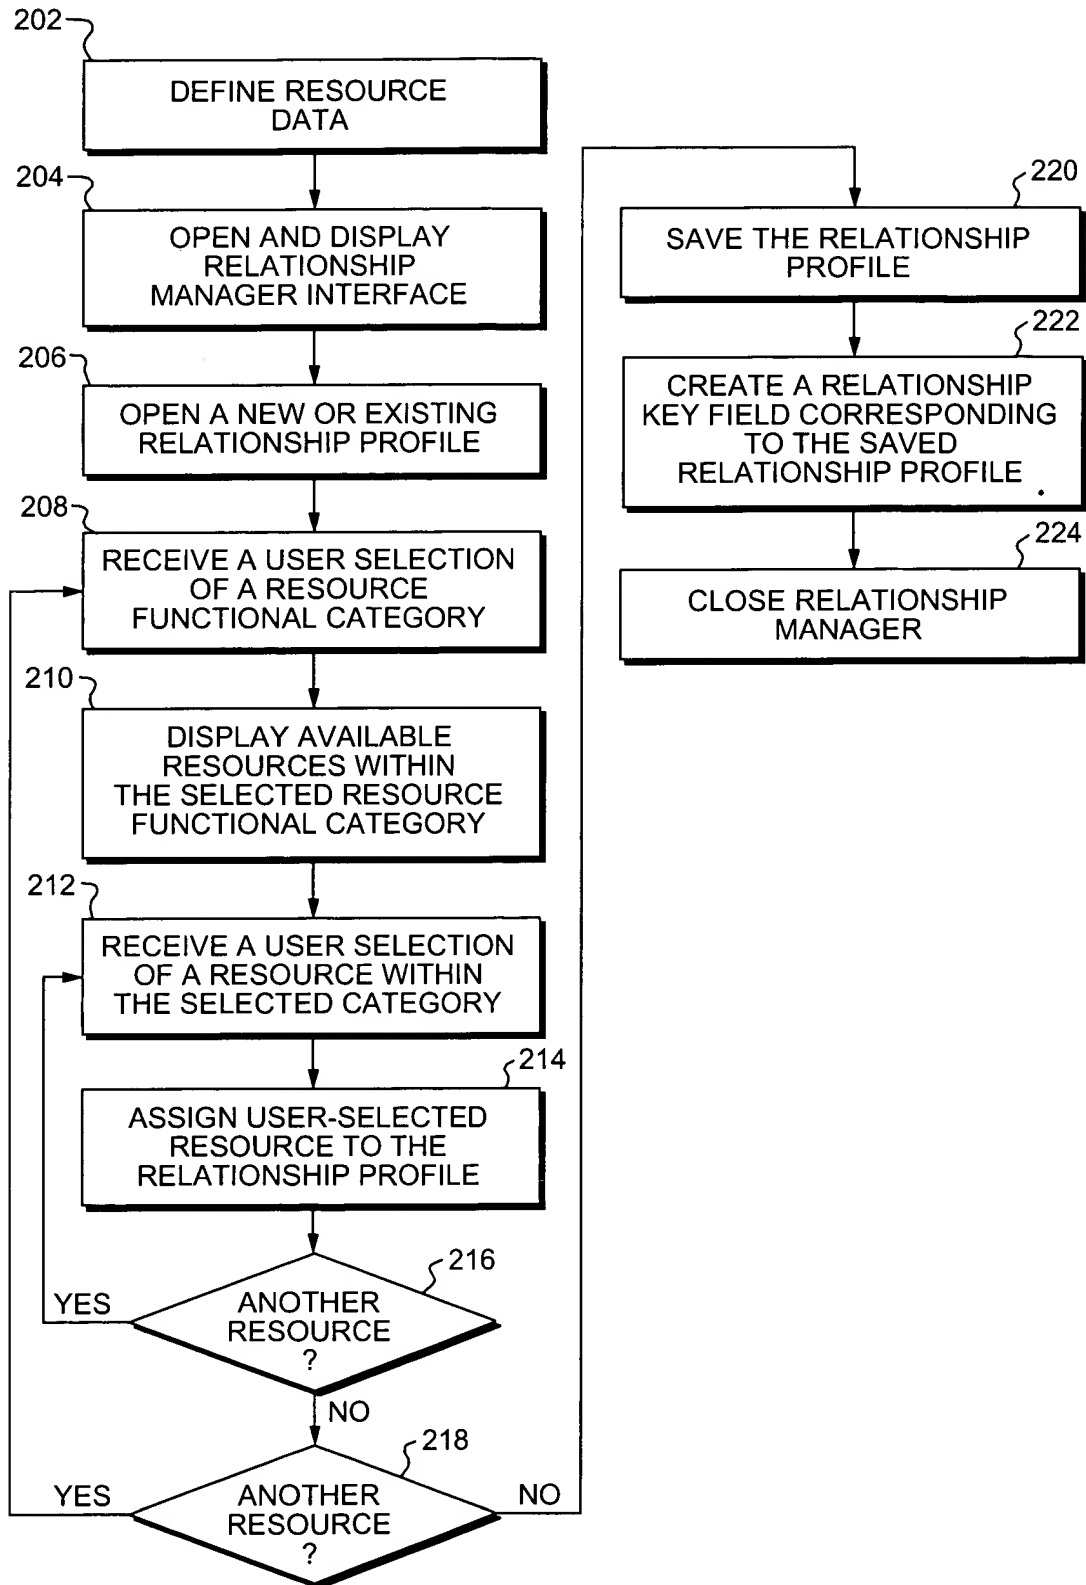 202
DEFINE RESOURCE
DATA
204
OPEN AND DISPLAY
RELATIONSHIP
MANAGER INTERFACE
206
OPEN A NEW OR EXISTING
RELATIONSHIP PROFILE
208
RECEIVE A USER SELECTION
OF A RESOURCE
FUNCTIONAL CATEGORY
210
DISPLAY AVAILABLE
RESOURCES WITHIN
THE SELECTED RESOURCE
FUNCTIONAL CATEGORY
212
RECEIVE A USER SELECTION
OF A RESOURCE WITHIN
THE SELECTED CATEGORY
214
ASSIGN USER-SELECTED
RESOURCE TO THE
RELATIONSHIP PROFILE
216
YES
ANOTHER
RESOURCE
?
NO
218
YES
ANOTHER
RESOURCE
?
NO
220
SAVE THE RELATIONSHIP
PROFILE
222
CREATE A RELATIONSHIP
KEY FIELD CORRESPONDING
TO THE SAVED
RELATIONSHIP PROFILE
224
CLOSE RELATIONSHIP
MANAGER